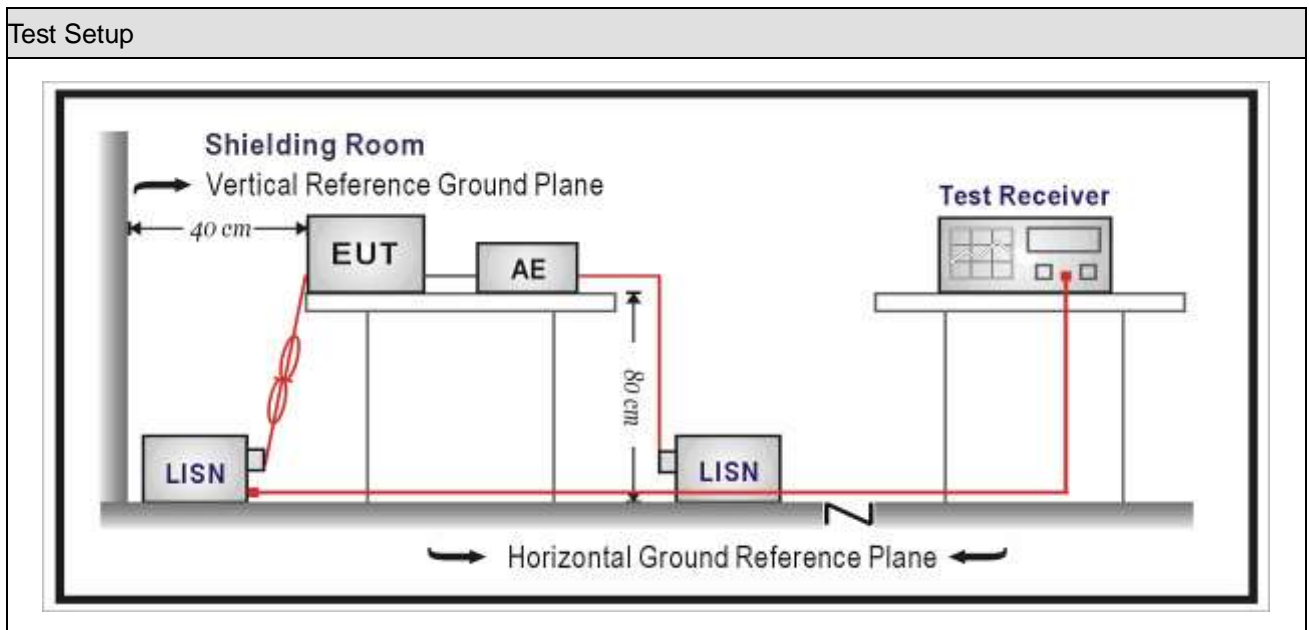 Test Setup
Shielding Room
Vertical Reference Ground Plane
40 cm
EUT
AE
Test Receiver
80 cm
LISN
LISN
Horizontal Ground Reference Plane